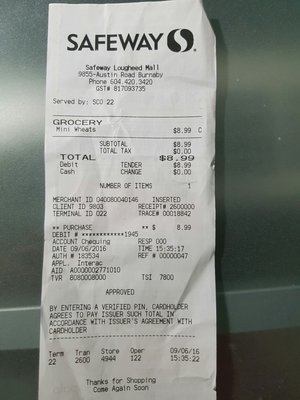 SAFEWAY
Safeway Lougheed Mall
9855-Austin Road Burnaby
Phone 604.420.3420
GST# 817093735
Served by: SCO 22
GROCERY
Mini Wheats $8.99 C
SUBTOTAL $8.99
TOTAL TAX $0.00
TOTAL $8.99
Debit TENDER $8.99
Cash CHANGE $0.00
NUMBER OF ITEMS 1
MERCHANT ID 040080040146 INSERTED
CLIENT ID 9803 RECEIPT# 2600000
TERMINAL ID 022 TRACE# 00018842
** PURCHASE ** $ 8.99
DEBIT # ************1945
ACCOUNT Chequing RESP 000
DATE 09/06/2016 TIME 15:35:17
AUTH # 183534 REF # 00000047
APPL. Interac
AID A0000002771010
TVR 8080008000 TSI 7800
APPROVED
BY ENTERING A VERIFIED PIN, CARDHOLDER
AGREES TO PAY ISSUER SUCH TOTAL IN
ACCORDANCE WITH ISSUER'S AGREEMENT WITH
CARDHOLDER
Term Tran Store Oper 09/06/16
22 2600 4944 122 15:35:22
Thanks for Shopping
Come Again Soon